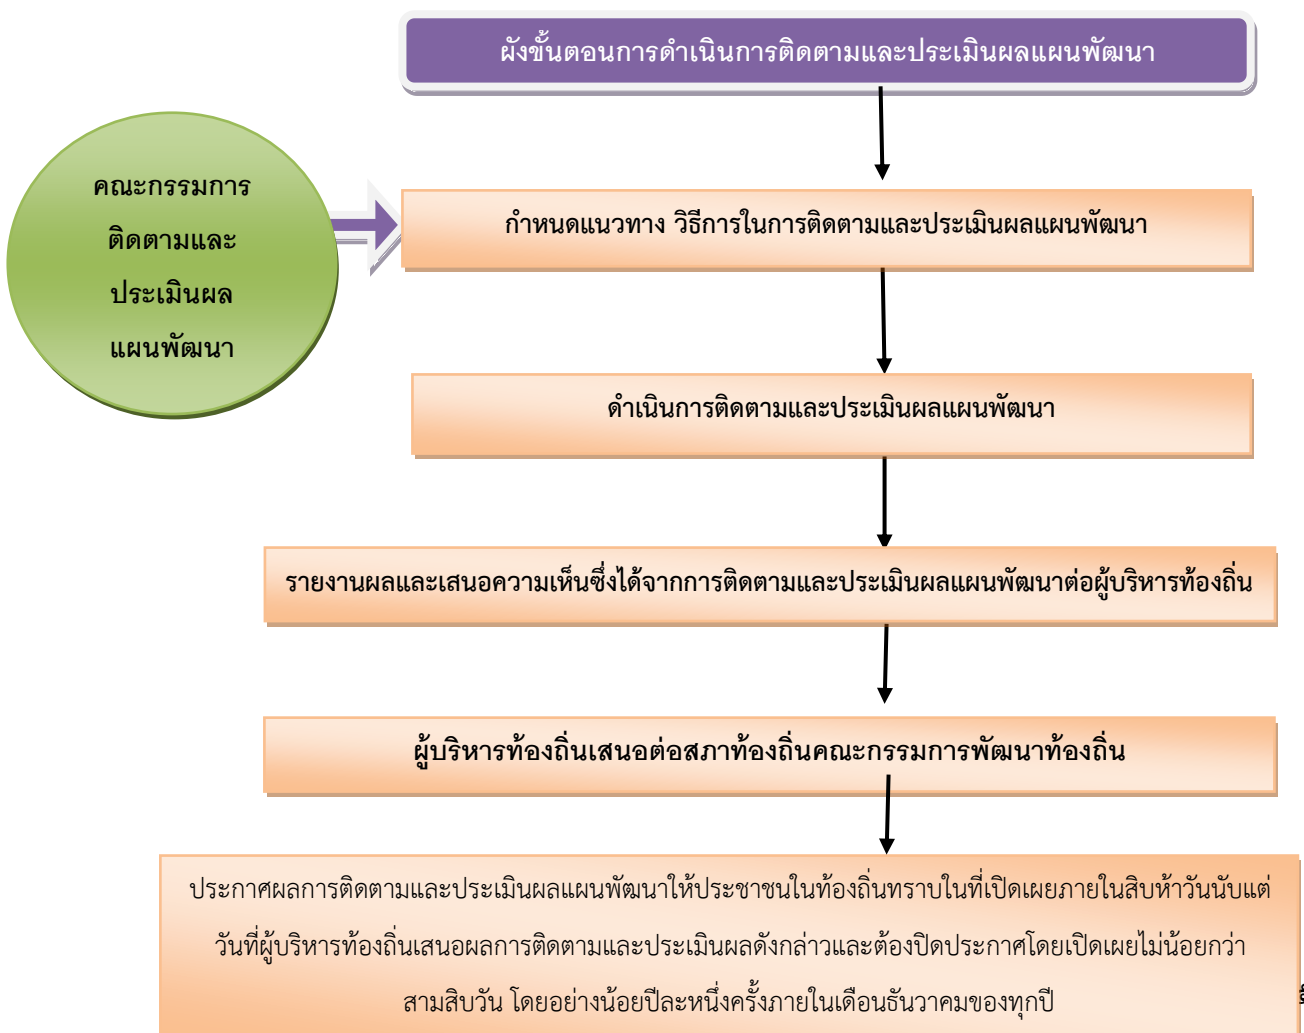 ผังขั้นตอนการดำเนินการติดตามและประเมินผลแผนพัฒนา
คณะกรรมการ
ติดตามและ
ประเมินผล
แผนพัฒนา
กำหนดแนวทาง วิธีการในการติดตามและประเมินผลแผนพัฒนา
ดำเนินการติดตามและประเมินผลแผนพัฒนา
รายงานผลและเสนอความเห็นซึ่งได้จากการติดตามและประเมินผลแผนพัฒนาต่อผู้บริหารท้องถิ่น
ผู้บริหารท้องถิ่นเสนอต่อสภาท้องถิ่นคณะกรรมการพัฒนาท้องถิ่น
ประกาศผลการติดตามและประเมินผลแผนพัฒนาให้ประชาชนในท้องถิ่นทราบในที่เปิดเผยภายในสิบห้าวันนับแต่
วันที่ผู้บริหารท้องถิ่นเสนอผลการติดตามและประเมินผลดังกล่าวและต้องปิดประกาศโดยเปิดเผยไม่น้อยกว่า
สามสิบวัน โดยอย่างน้อยปีละหนึ่งครั้งภายในเดือนธันวาคมของทุกปี